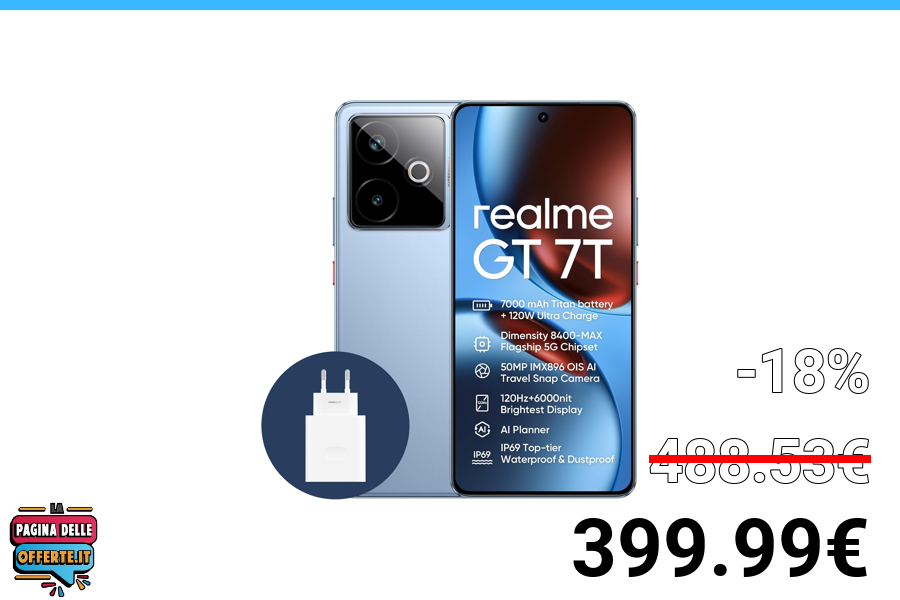 realme
GT 7T
7000 mAh Titan battery
+ 120W Ultra Charge
Dimensity 8400-MAX
Flagship 5G Chipset
50MP IMX896 OIS AI
Travel Snap Camera
120Hz+6000nit
Brightest Display
AI
AI Planner
IP69
IP69 Top-tier
Waterproof & Dustproof
-18%
488.53€
399.99€
LA
PAGINA DELLE
OFFERTE.IT